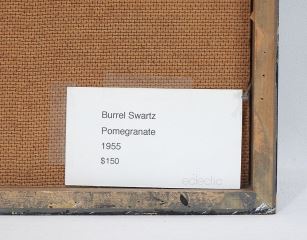 Burrel Swartz
Pomegranate
1955
$150
eclectic